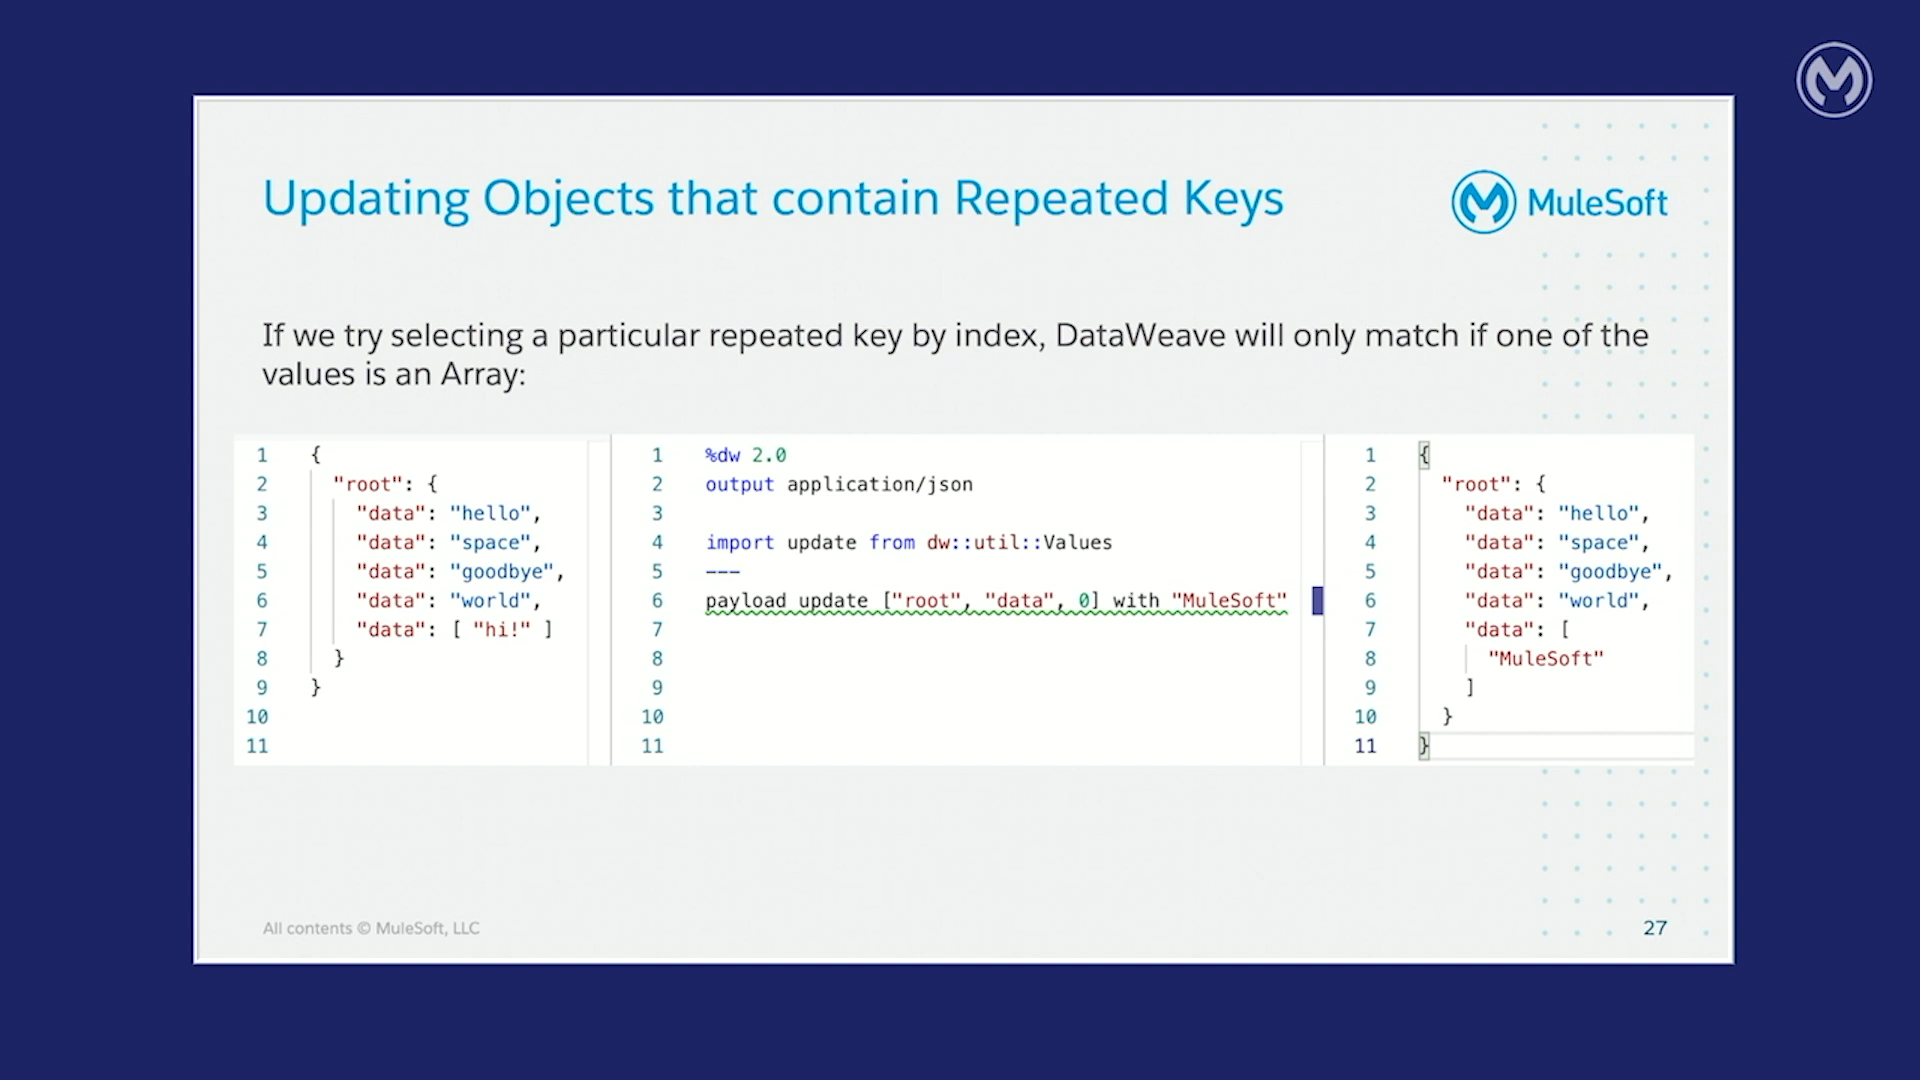 Updating Objects that contain Repeated Keys
MuleSoft
If we try selecting a particular repeated key by index, DataWeave will only match if one of the
values is an Array:
1 {
2 "root": {
3 "data": "hello",
4 "data": "space",
5 "data": "goodbye",
6 "data": "world",
7 "data": [ "hi!" ]
8 }
9 }
10
11
1 %dw 2.0
2 output application/json
3
4 import update from dw::util::Values
5 ---
6 payload update ["root", "data", 0] with "MuleSoft"
7
8
9
10
11
1 {
2 "root": {
3 "data": "hello",
4 "data": "space",
5 "data": "goodbye",
6 "data": "world",
7 "data": [
8 "MuleSoft"
9 ]
10 }
11 }
All contents © MuleSoft, LLC
27